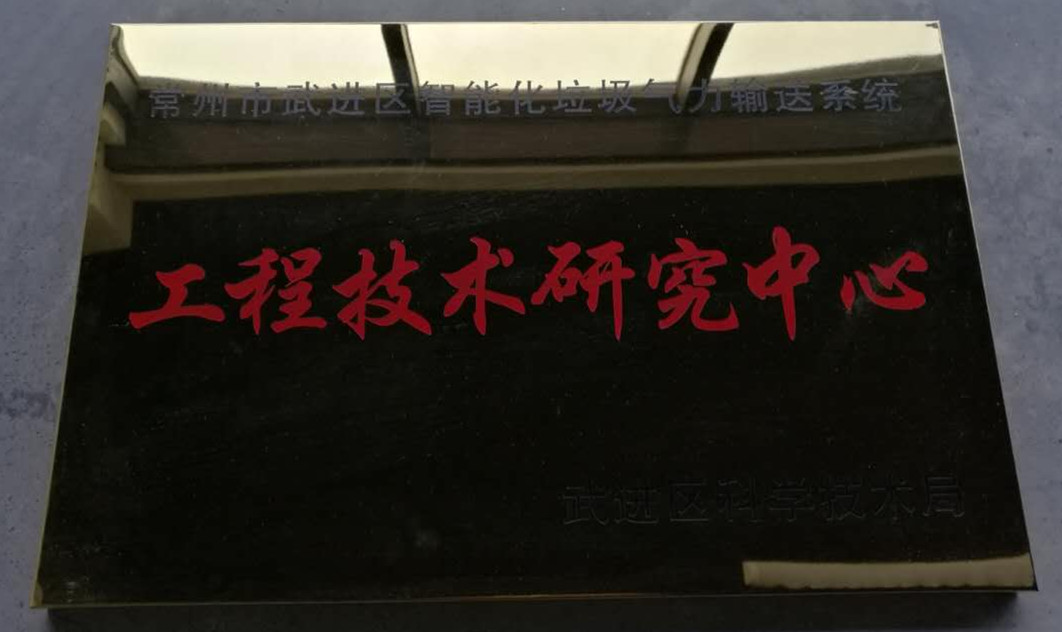 常州市武进区智能化垃圾气力输送系统
工程技术研究中心
武进区科学技术局